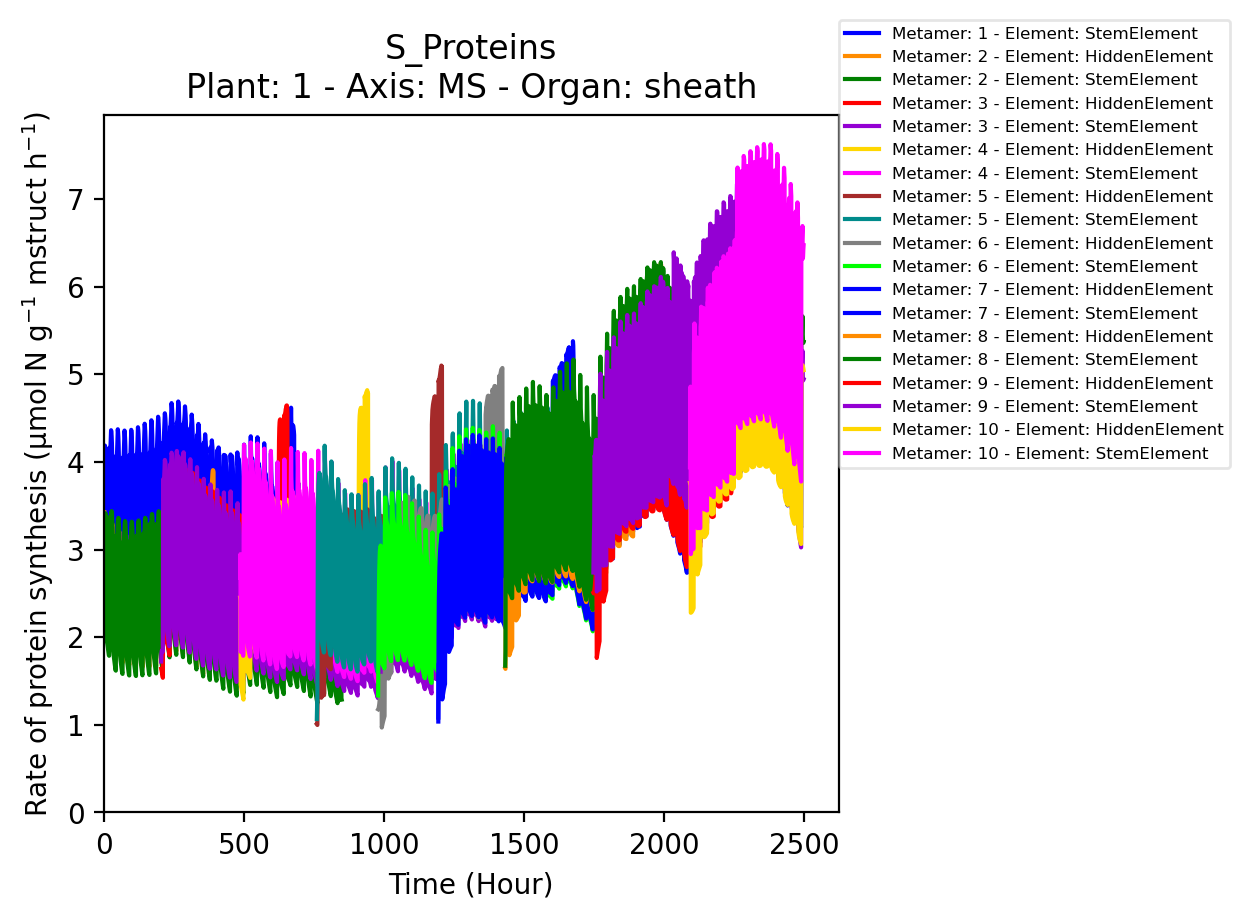 S_Proteins
Plant: 1 - Axis: MS - Organ: sheath
Rate of protein synthesis (µmol N g⁻¹ mstruct h⁻¹)
7
6
5
4
3
2
1
0
0 500 1000 1500 2000 2500
Time (Hour)
Metamer: 1 - Element: StemElement
Metamer: 2 - Element: HiddenElement
Metamer: 2 - Element: StemElement
Metamer: 3 - Element: HiddenElement
Metamer: 3 - Element: StemElement
Metamer: 4 - Element: HiddenElement
Metamer: 4 - Element: StemElement
Metamer: 5 - Element: HiddenElement
Metamer: 5 - Element: StemElement
Metamer: 6 - Element: HiddenElement
Metamer: 6 - Element: StemElement
Metamer: 7 - Element: HiddenElement
Metamer: 7 - Element: StemElement
Metamer: 8 - Element: HiddenElement
Metamer: 8 - Element: StemElement
Metamer: 9 - Element: HiddenElement
Metamer: 9 - Element: StemElement
Metamer: 10 - Element: HiddenElement
Metamer: 10 - Element: StemElement